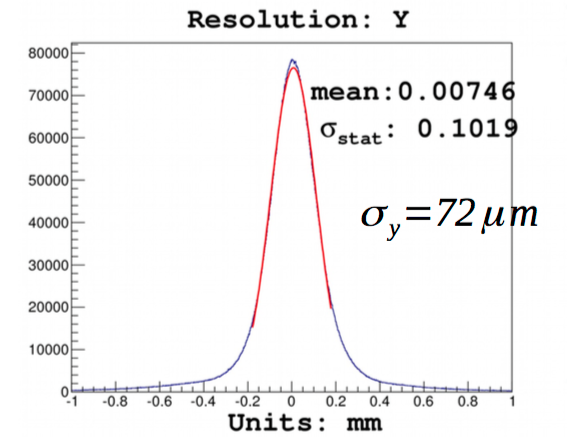 Resolution: Y
80000
70000
60000
50000
40000
30000
20000
10000
0
mean:0.00746
σstat: 0.1019
σy=72 μm
-1 -0.8 -0.6 -0.4 -0.2 0 0.2 0.4 0.6 0.8 1
Units: mm